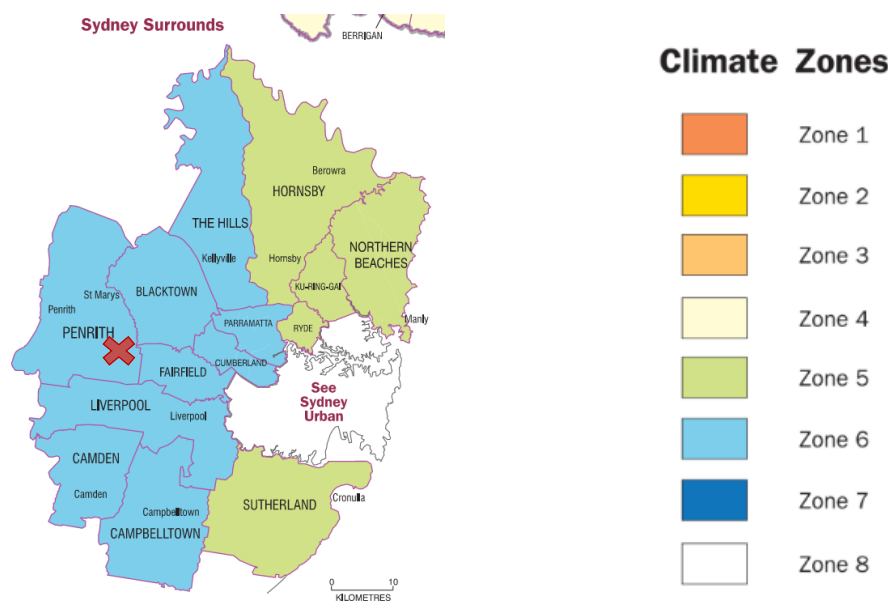 Sydney Surrounds
BERRIGAN
Berowra
HORNSBY
THE HILLS
NORTHERN
BEACHES
Kellyville
Hornsby
KU-RING-GAI
BLACKTOWN
St Marys
Penrith
PENRITH
PARRAMATTA
RYDE
Manly
CUMBERLAND
FAIRFIELD
See
Sydney
Urban
LIVERPOOL
Liverpool
CAMDEN
Camden
Campbelltown
CAMPBELLTOWN
SUTHERLAND
Cronulla
0 10
KILOMETRES
Climate Zones
Zone 1
Zone 2
Zone 3
Zone 4
Zone 5
Zone 6
Zone 7
Zone 8